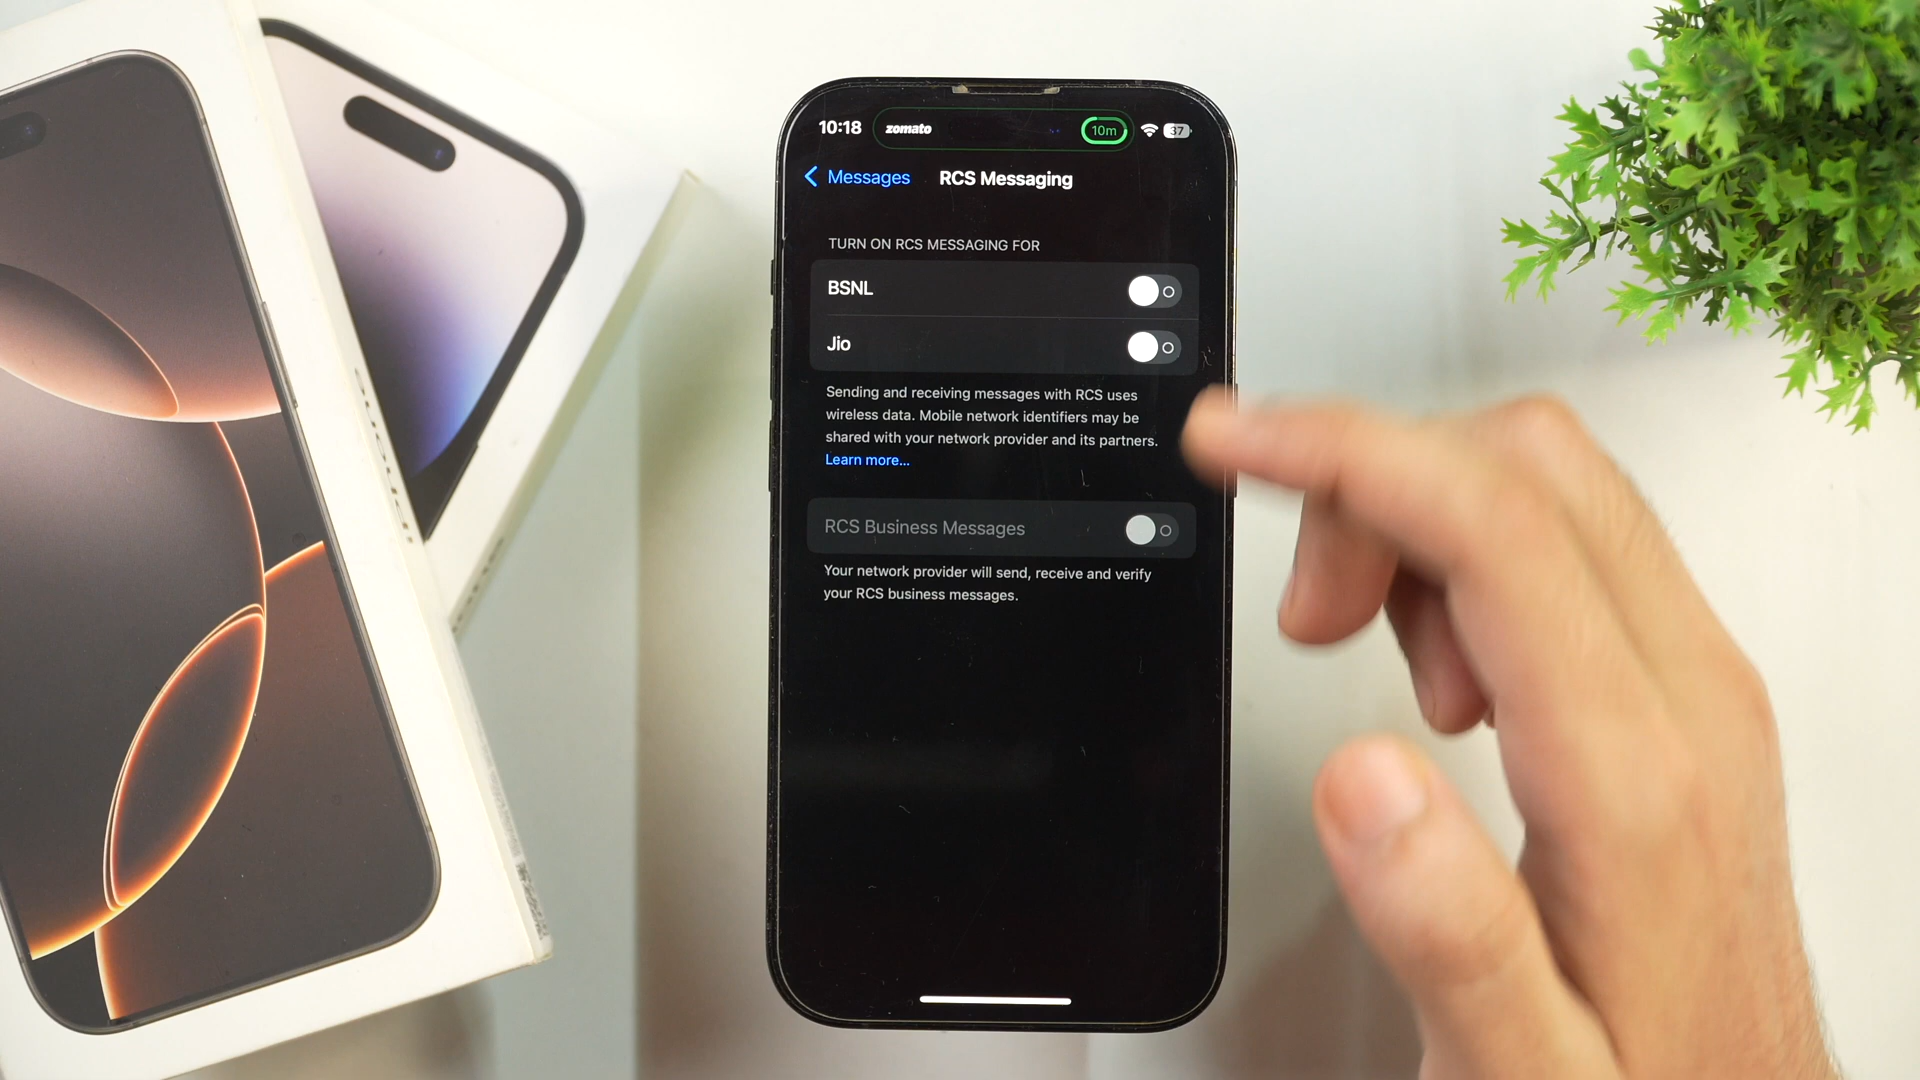 10:18 zomato 10m 37
Messages RCS Messaging
TURN ON RCS MESSAGING FOR
BSNL
Jio
Sending and receiving messages with RCS uses
wireless data. Mobile network identifiers may be
shared with your network provider and its partners.
Learn more...
RCS Business Messages
Your network provider will send, receive and verify
your RCS business messages.